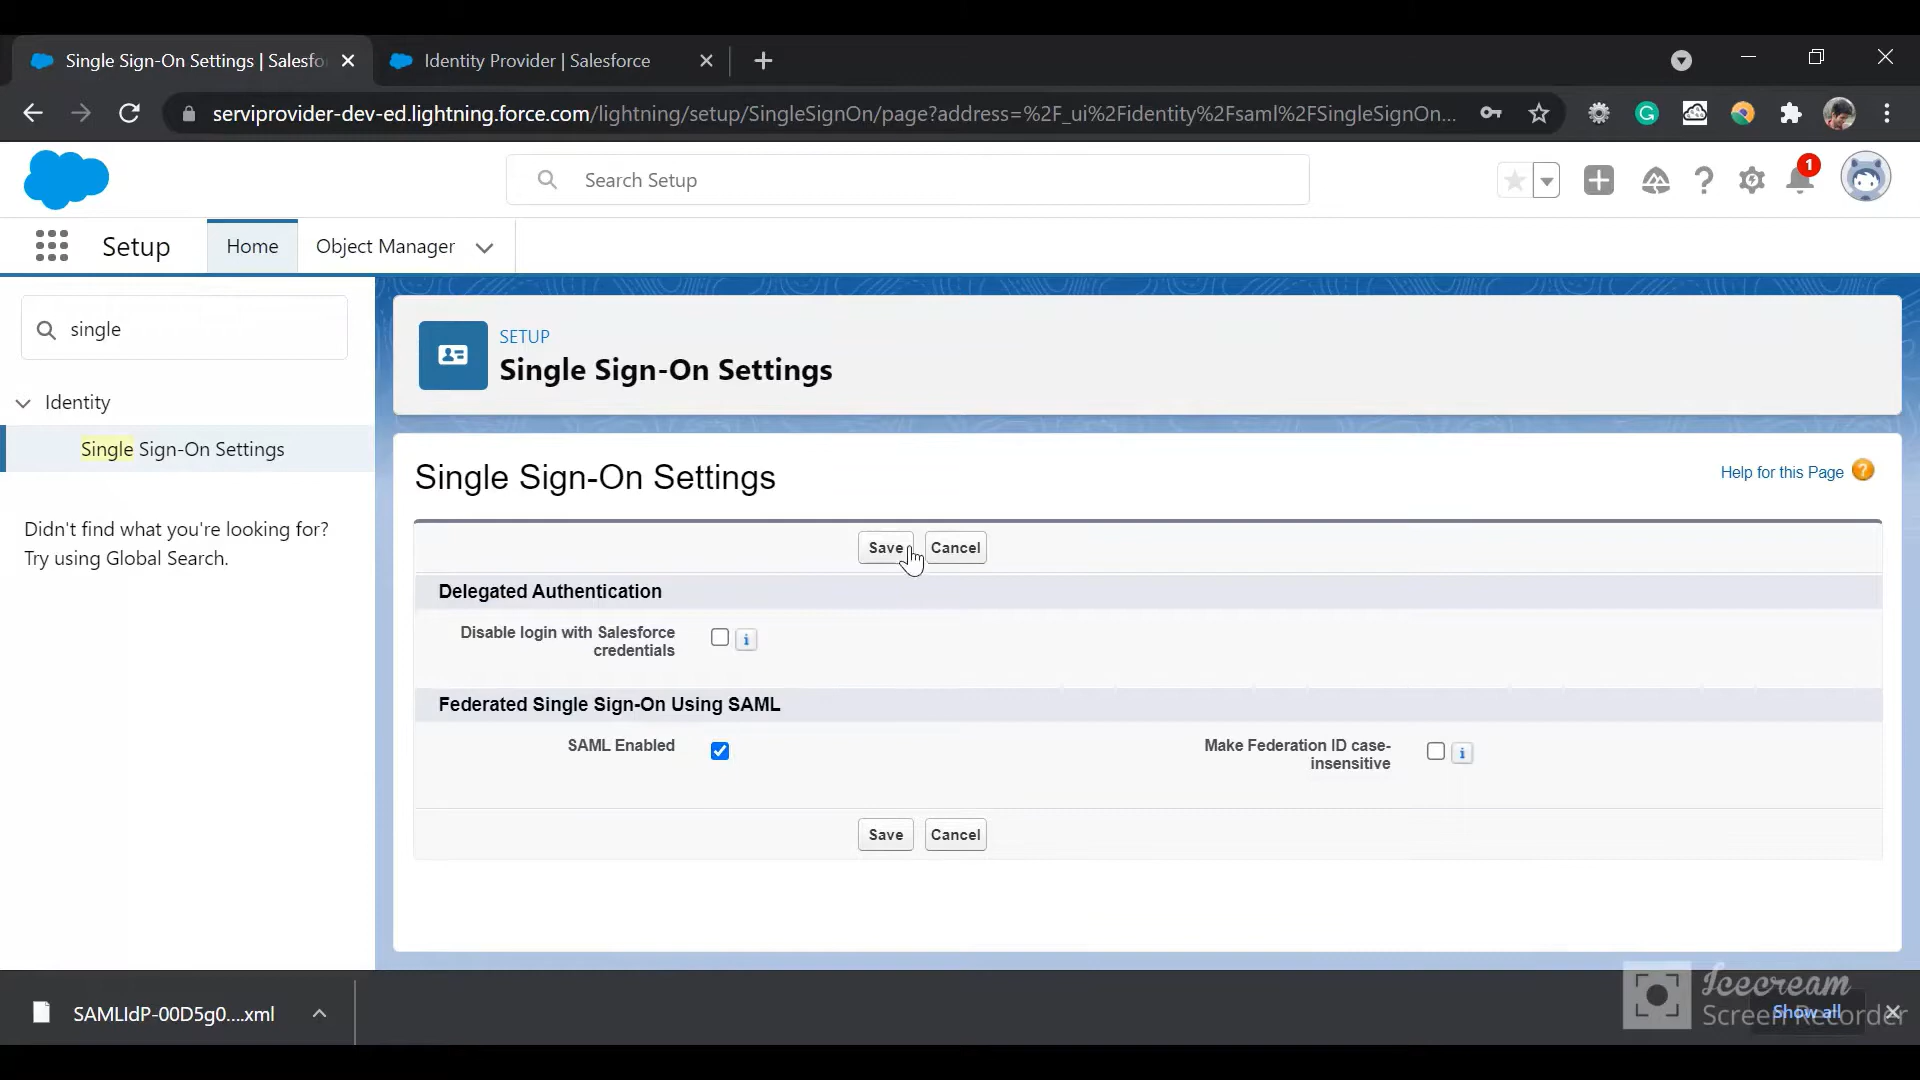 Single Sign-On Settings | Salesfo
Identity Provider | Salesforce
serviprovider-dev-ed.lightning.force.com/lightning/setup/SingleSignOn/page?address=%2F_ui%2Fidentity%2Fsaml%2FSingleSignOn...
Search Setup
1
Setup
Home
Object Manager
single
Identity
Single Sign-On Settings
Didn't find what you're looking for?
Try using Global Search.
SETUP
Single Sign-On Settings
Single Sign-On Settings
Help for this Page ?
Save Cancel
Delegated Authentication
Disable login with Salesforce
credentials
i
Federated Single Sign-On Using SAML
SAML Enabled
Make Federation ID case-
insensitive
i
Save Cancel
SAMLIdP-00D5g0....xml
Show all
Icecream
Screen Recorder